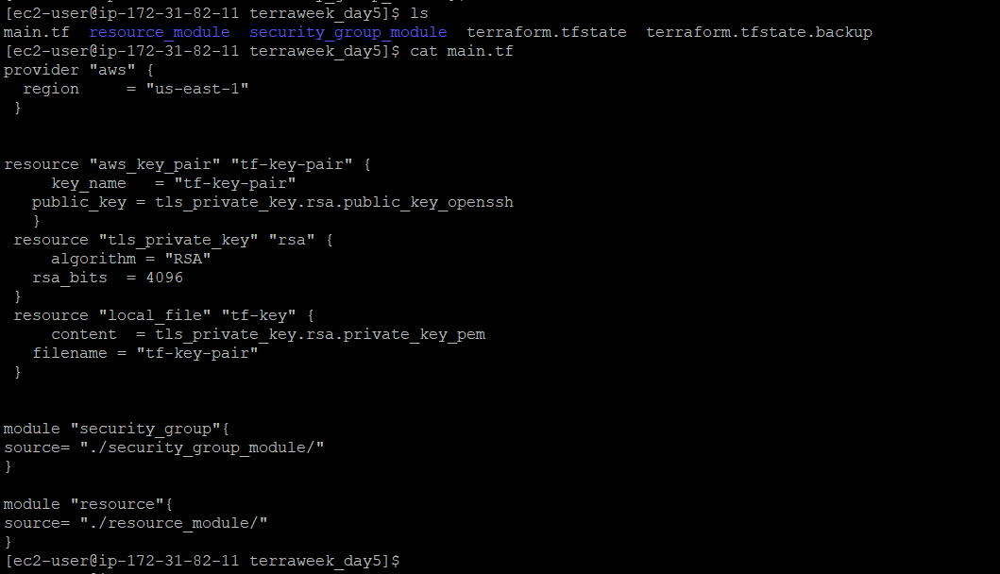 [ec2-user@ip-172-31-82-11 terraweek_day5]$ ls
main.tf  resource_module  security_group_module  terraform.tfstate  terraform.tfstate.backup
[ec2-user@ip-172-31-82-11 terraweek_day5]$ cat main.tf
provider "aws" {
  region     = "us-east-1"
 }
resource "aws_key_pair" "tf-key-pair" {
     key_name   = "tf-key-pair"
   public_key = tls_private_key.rsa.public_key_openssh
   }
 resource "tls_private_key" "rsa" {
     algorithm = "RSA"
   rsa_bits  = 4096
 }
 resource "local_file" "tf-key" {
     content  = tls_private_key.rsa.private_key_pem
   filename = "tf-key-pair"
 }
module "security_group"{
source= "./security_group_module/"
}
module "resource"{
source= "./resource_module/"
}
[ec2-user@ip-172-31-82-11 terraweek_day5]$